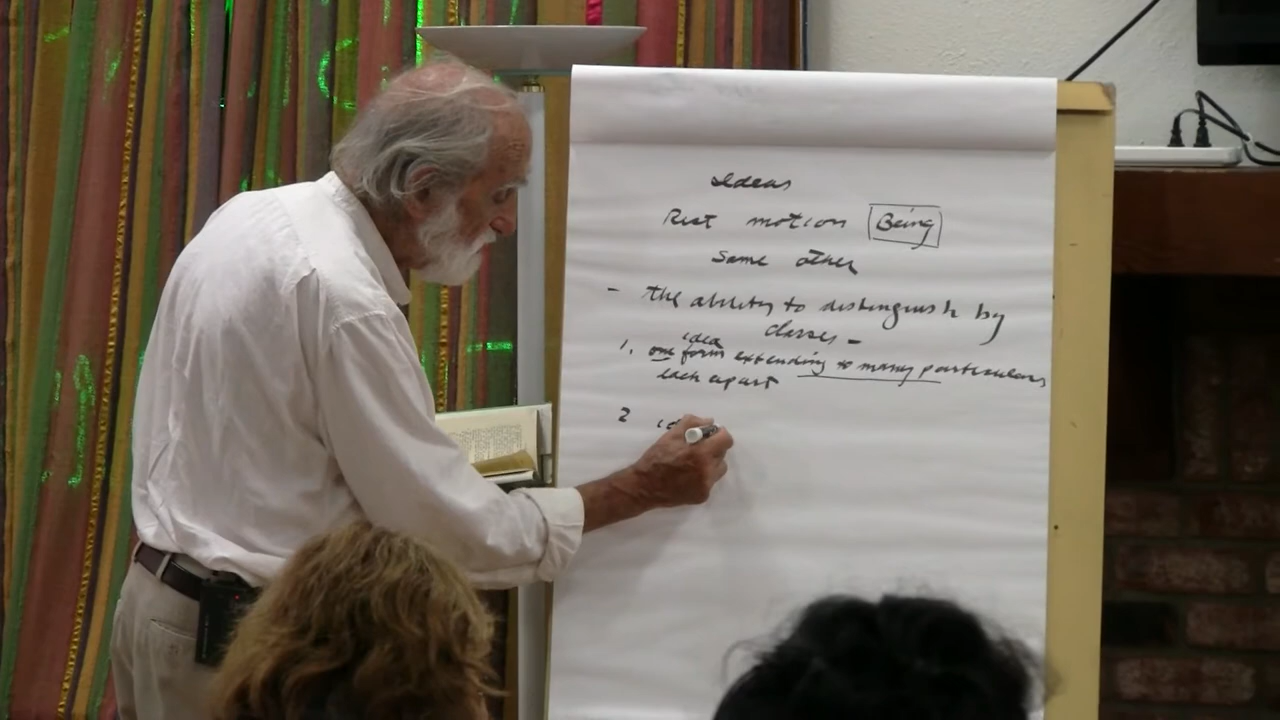 Ideas
Rest motion Being
Same other
- the ability to distinguish by
classes -
idea
1. one form extending to many particulars
each apart
2